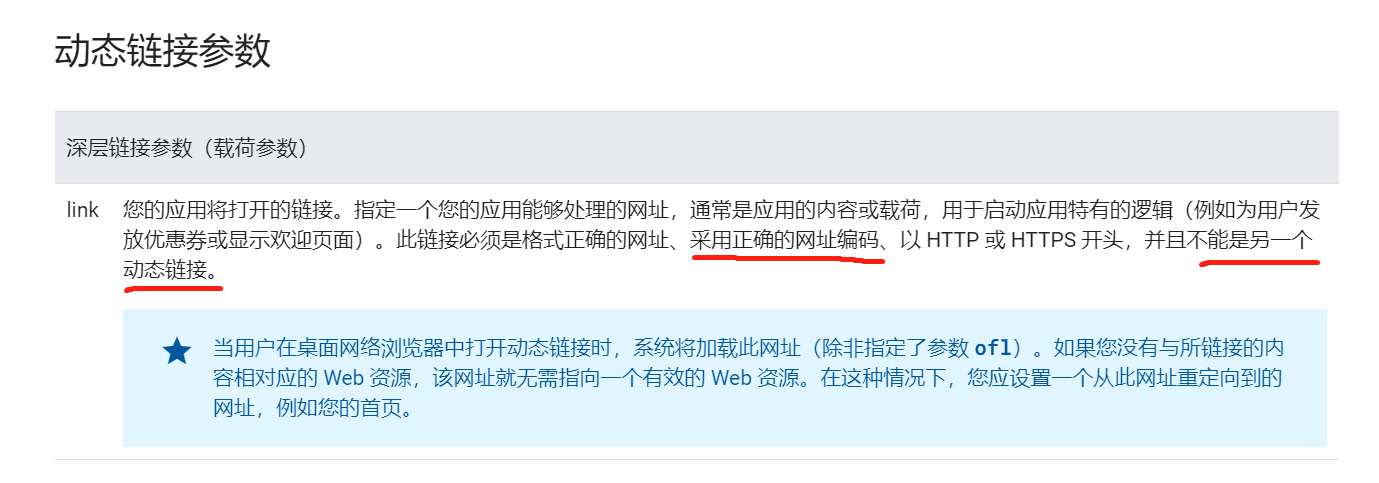 动态链接参数
深层链接参数（载荷参数）
link 您的应用将打开的链接。指定一个您的应用能够处理的网址，通常是应用的内容或载荷，用于启动应用特有的逻辑（例如为用户发
放优惠券或显示欢迎页面）。此链接必须是格式正确的网址、采用正确的网址编码、以 HTTP 或 HTTPS 开头，并且不能是另一个
动态链接。
当用户在桌面网络浏览器中打开动态链接时，系统将加载此网址（除非指定了参数 ofl）。如果您没有与所链接的内
容相对应的 Web 资源，该网址就无需指向一个有效的 Web 资源。在这种情况下，您应设置一个从此网址重定向到的
网址，例如您的首页。